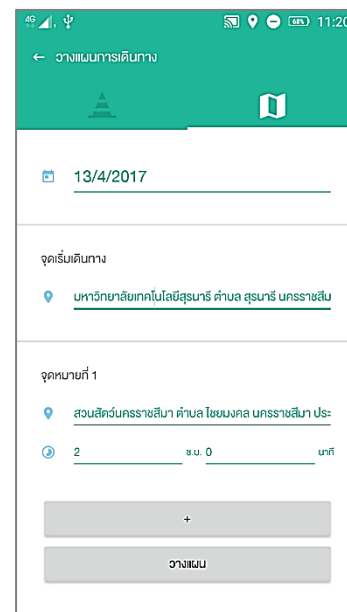 4G 68% 11:20
← วางแผนการเดินทาง
13/4/2017
จุดเริ่มเดินทาง
มหาวิทยาลัยเทคโนโลยีสุรนารี ตำบล สุรนารี นครราชสีม
จุดหมายที่ 1
สวนสัตว์นครราชสีมา ตำบล ไชยมงคล นครราชสีมา ประ
2 ช.ม. 0 นาที
+
วางแผน